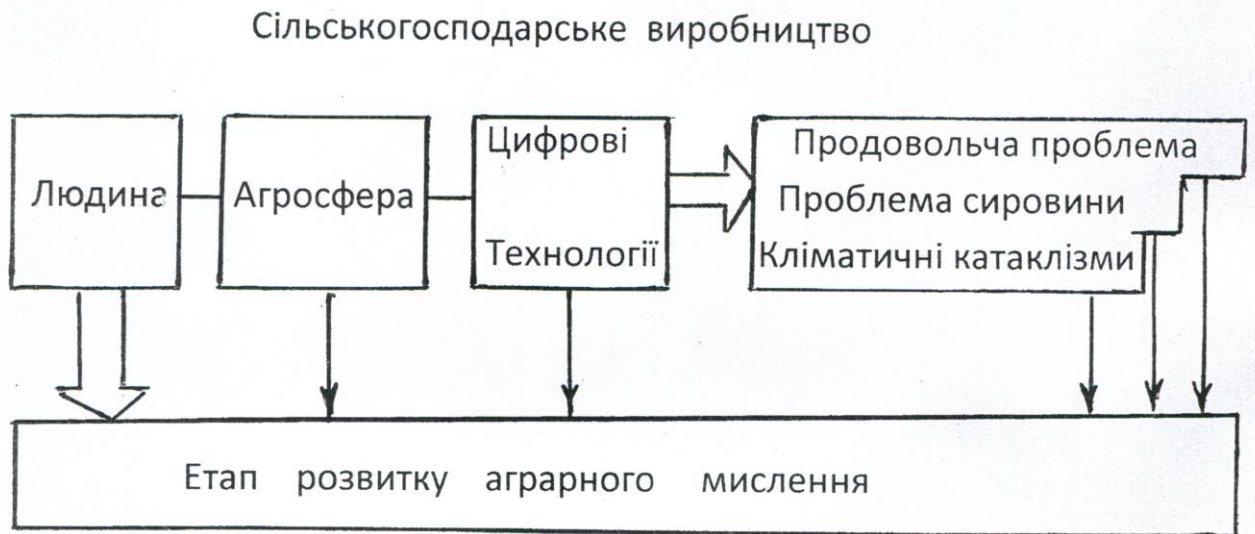 Сільськогосподарське виробництво
Людина
Агросфера
Цифрові
Технології
Продовольча проблема
Проблема сировини
Кліматичні катаклізми
Етап розвитку аграрного мислення